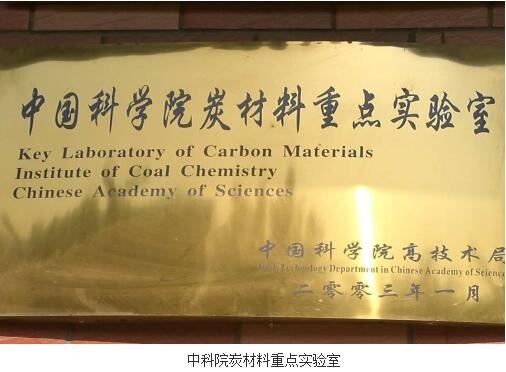 中国科学院炭材料重点实验室
Key Laboratory of Carbon Materials
Institute of Coal Chemistry
Chinese Academy of Sciences
中国科学院高技术局
High Technology Department in Chinese Academy of Science
二零零三年一月
中科院炭材料重点实验室